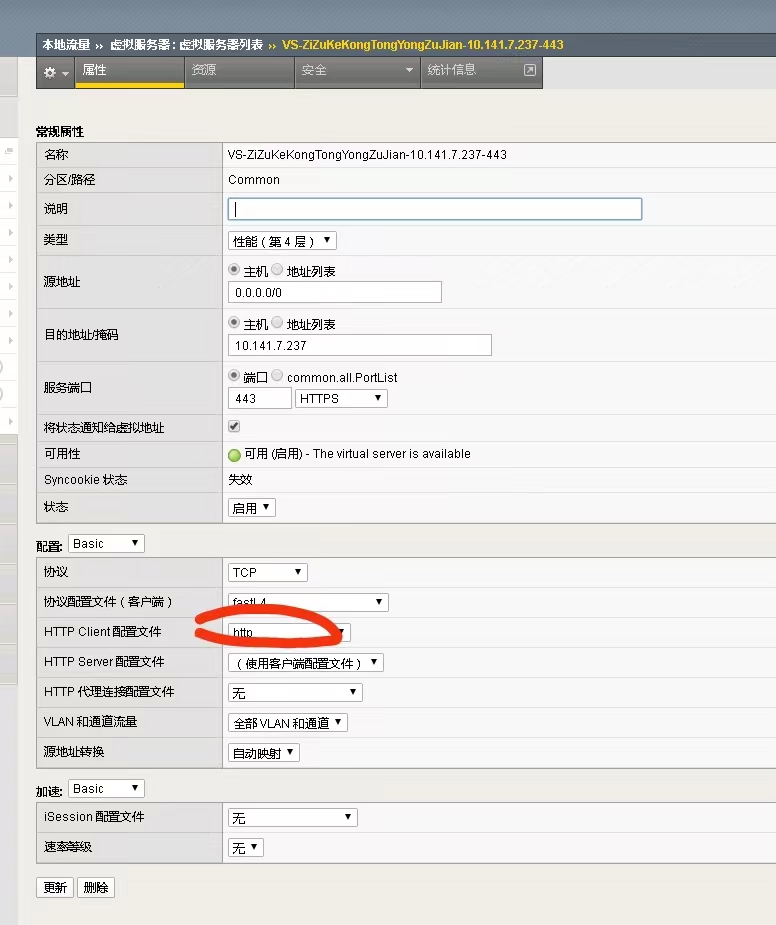 本地流量 ›› 虚拟服务器 : 虚拟服务器列表 ›› VS-ZiZuKeKongTongYongZuJian-10.141.7.237-443
属性 资源 安全 统计信息
常规属性
名称 VS-ZiZuKeKongTongYongZuJian-10.141.7.237-443
分区/路径 Common
说明
类型 性能 ( 第 4 层 )
源地址 主机 地址列表
0.0.0.0/0
目的地址/掩码 主机 地址列表
10.141.7.237
服务端口 端口 common.all.PortList
443 HTTPS
将状态通知给虚拟地址
可用性 可用 (启用) - The virtual server is available
Syncookie 状态 失效
状态 启用
配置: Basic
协议 TCP
协议配置文件 ( 客户端 ) fastL4
HTTP Client 配置文件 http
HTTP Server 配置文件 ( 使用客户端配置文件 )
HTTP 代理连接配置文件 无
VLAN 和通道流量 全部 VLAN 和通道
源地址转换 自动映射
加速: Basic
iSession 配置文件 无
速率等级 无
更新 删除